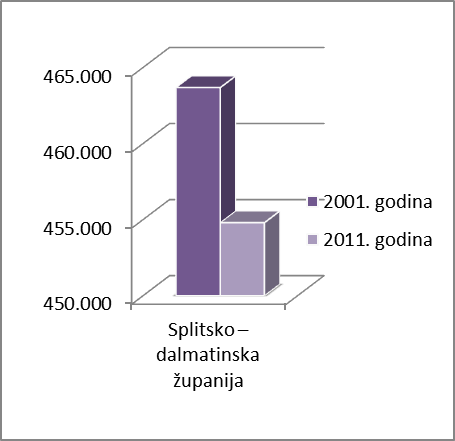 465.000
460.000
455.000
450.000
2001. godina
2011. godina
Splitsko –
dalmatinska
županija